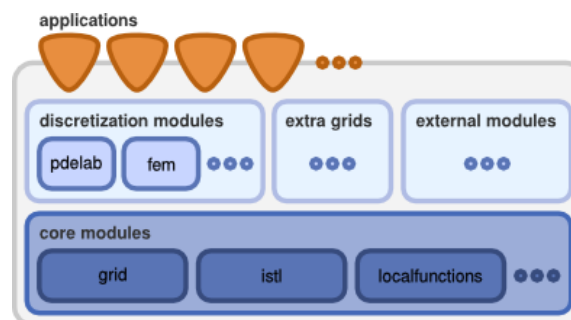 applications
discretization modules
extra grids
external modules
pdelab
fem
core modules
grid
istl
localfunctions